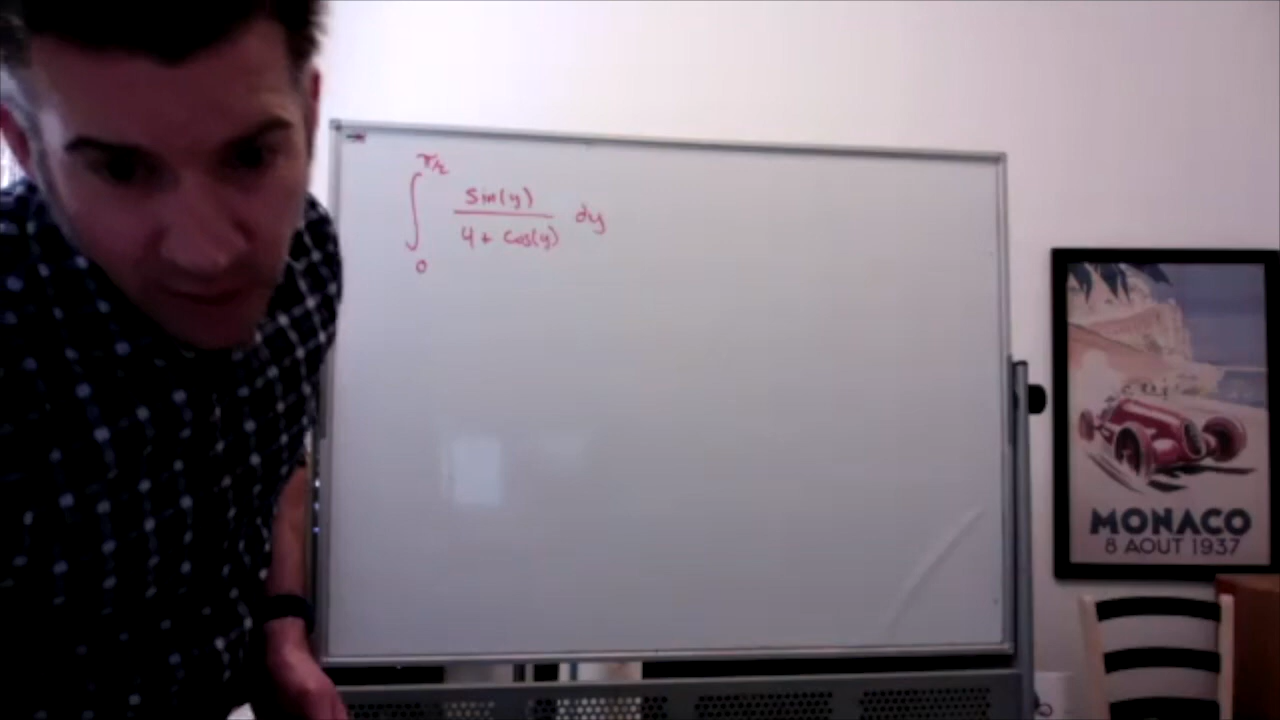 π/2
∫ sin(y) / 4 + cos(y) dy
0
MONACO
8 AOUT 1937